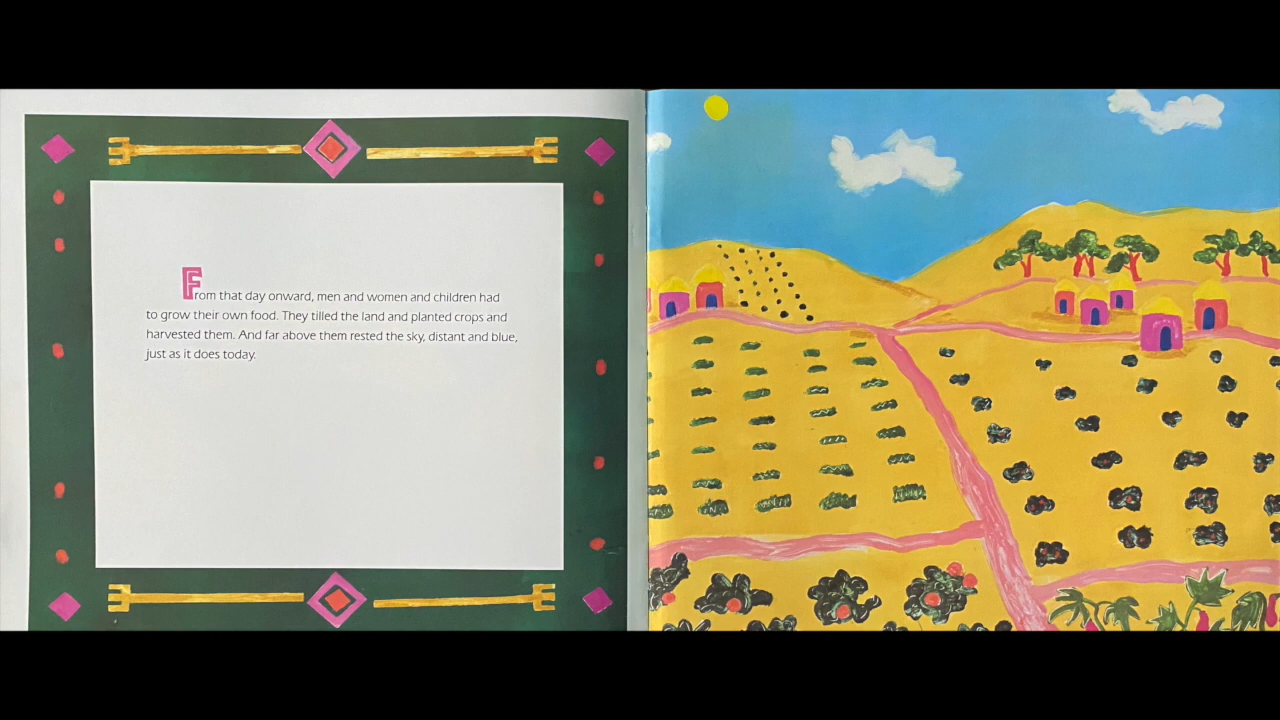 From that day onward, men and women and children had
to grow their own food. They tilled the land and planted crops and
harvested them. And far above them rested the sky, distant and blue,
just as it does today.